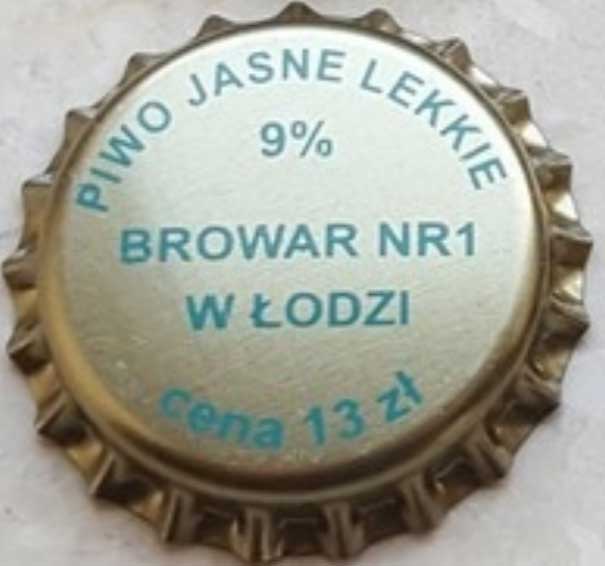 PIWO JASNE LEKKIE
9%
BROWAR NR1
W ŁODZI
cena 13 zł